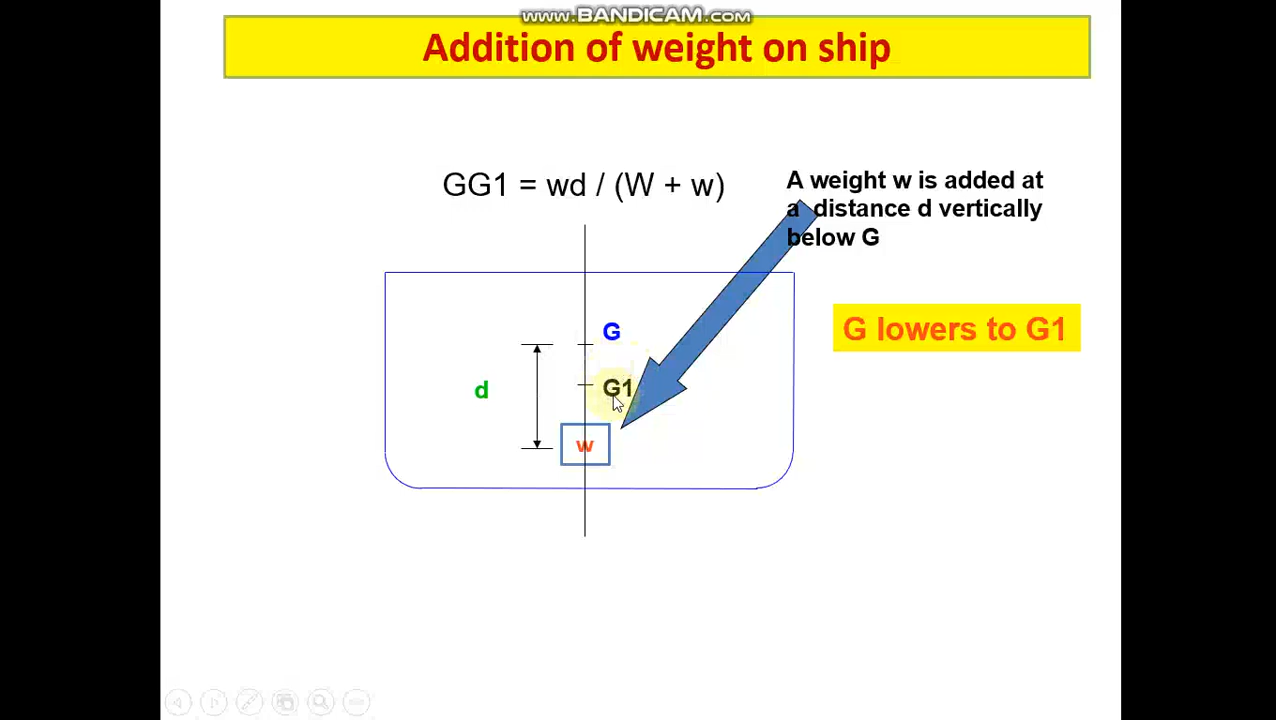 www.BANDICAM.com
Addition of weight on ship
GG1 = wd / (W + w)
A weight w is added at
a distance d vertically
below G
G
G lowers to G1
d
G1
w